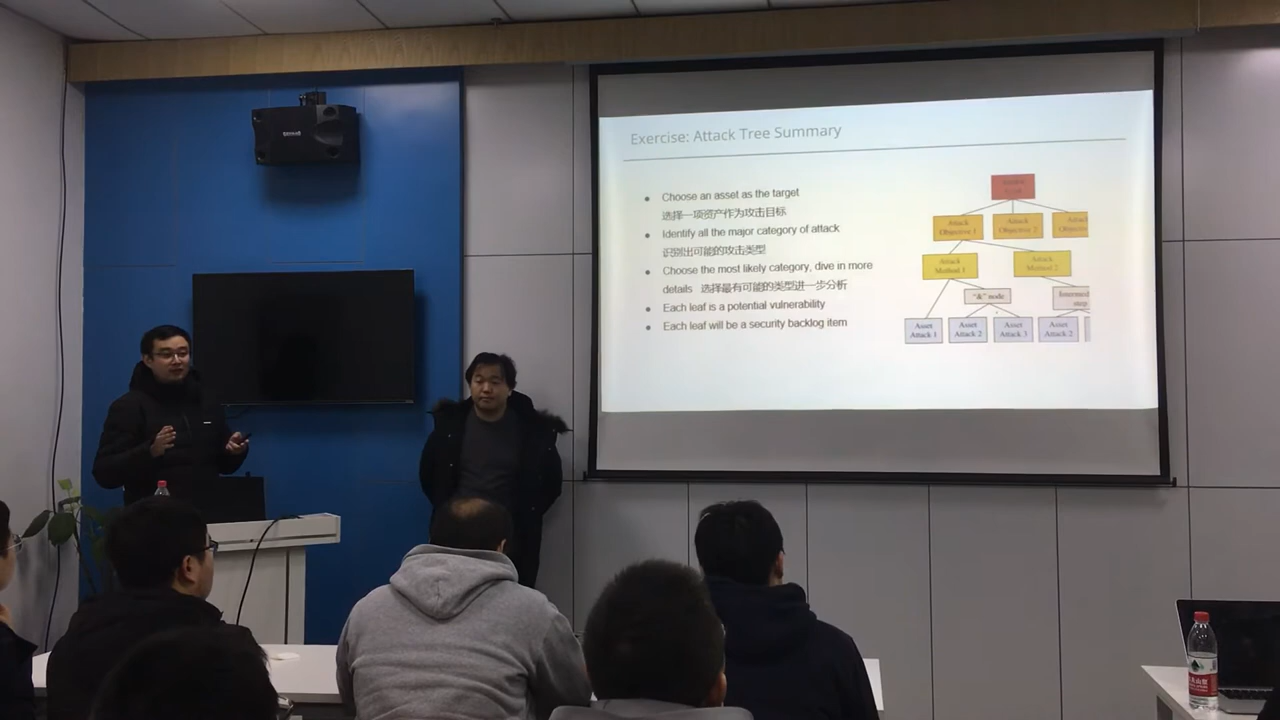 Exercise: Attack Tree Summary
Choose an asset as the target
选择一项资产作为攻击目标
Identify all the major category of attack
识别出可能的攻击类型
Choose the most likely category, dive in more
details 选择最有可能的类型进一步分析
Each leaf is a potential vulnerability
Each leaf will be a security backlog item
Attack
Objective 1
Attack
Objective 2
Attack
Attack
Method 1
Attack
Method 2
"&" node
step
Asset
Attack 1
Asset
Attack 2
Asset
Attack 3
Asset
Attack 2